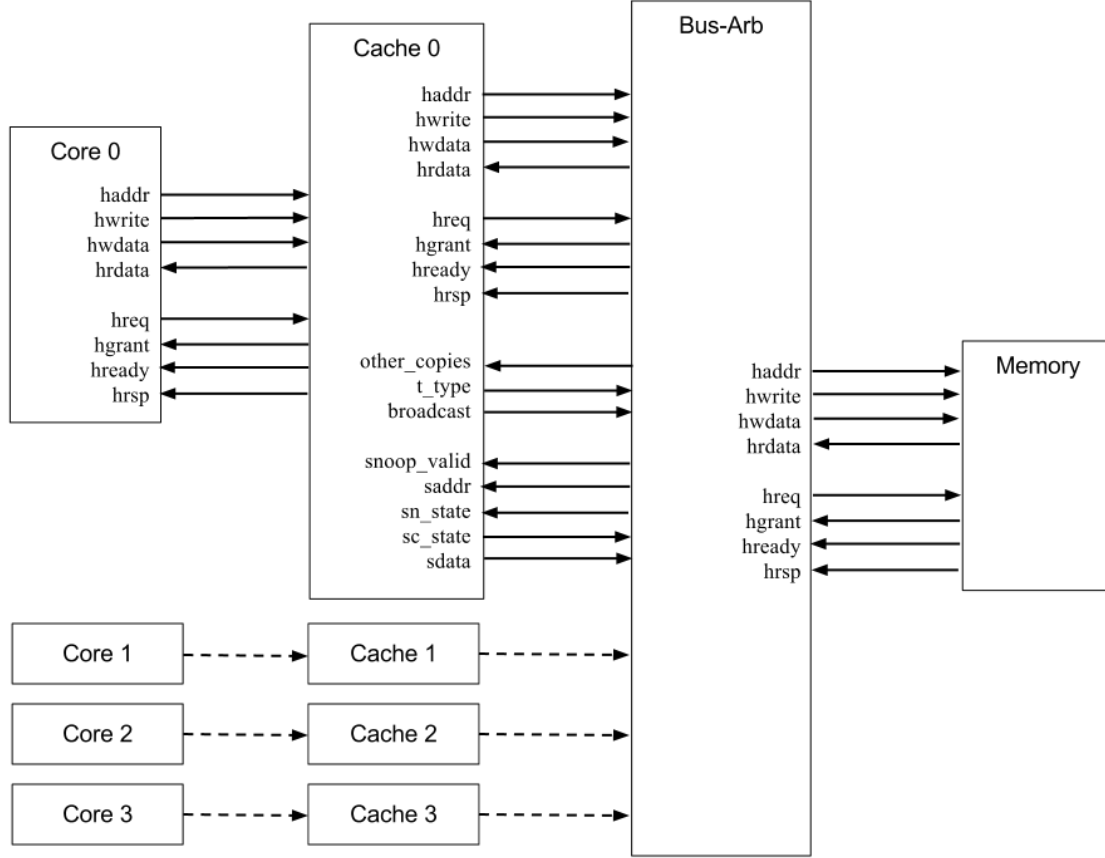 Core 0
haddr
hwrite
hwdata
hrdata
hreq
hgrant
hready
hrsp
Cache 0
haddr
hwrite
hwdata
hrdata
hreq
hgrant
hready
hrsp
other_copies
t_type
broadcast
snoop_valid
saddr
sn_state
sc_state
sdata
Bus-Arb
haddr
hwrite
hwdata
hrdata
hreq
hgrant
hready
hrsp
Memory
Core 1
Cache 1
Core 2
Cache 2
Core 3
Cache 3